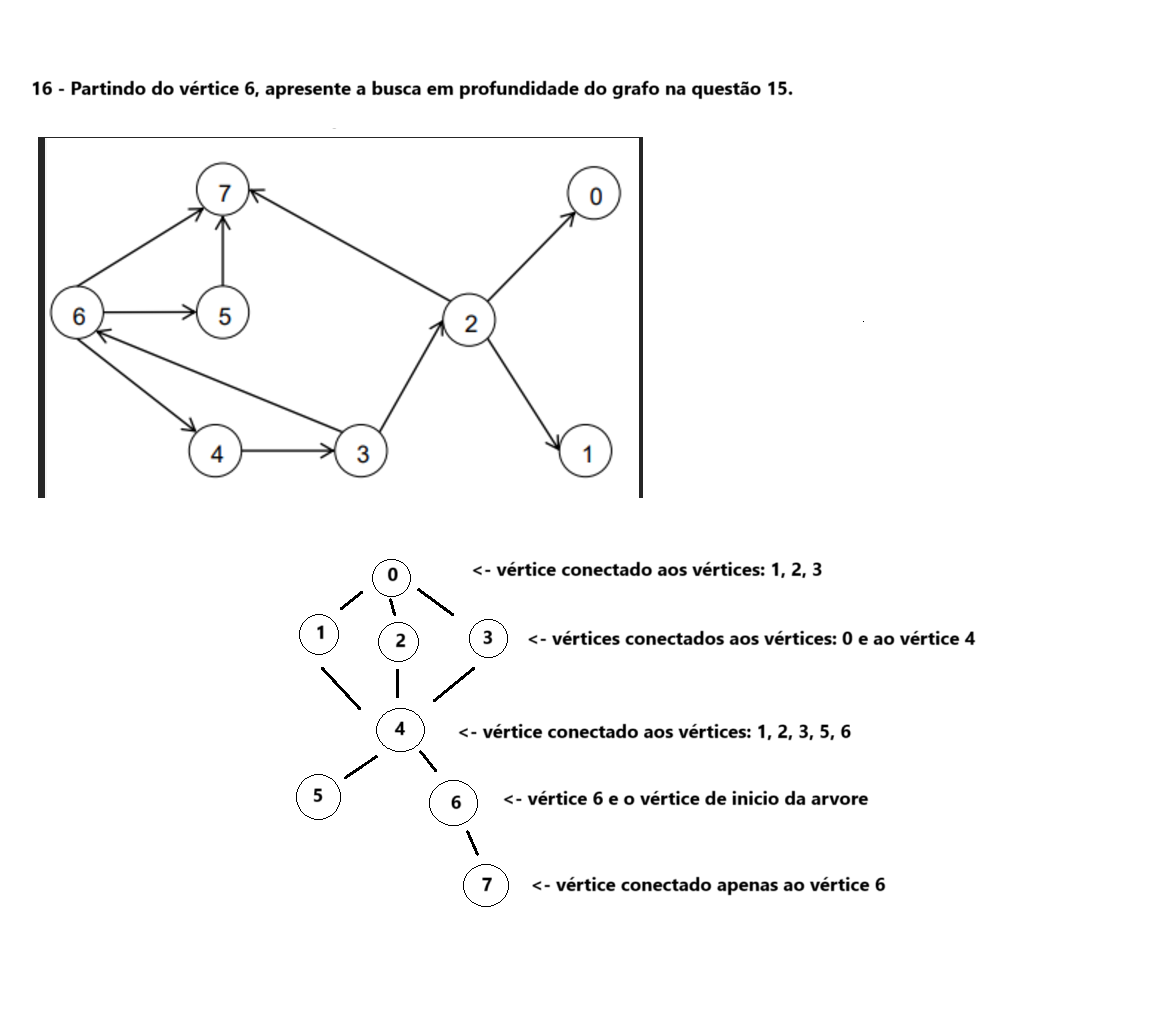 16 - Partindo do vértice 6, apresente a busca em profundidade do grafo na questão 15.
7
0
6
5
2
4
3
1
0 <- vértice conectado aos vértices: 1, 2, 3
1 2 3 <- vértices conectados aos vértices: 0 e ao vértice 4
4 <- vértice conectado aos vértices: 1, 2, 3, 5, 6
5 6 <- vértice 6 e o vértice de inicio da arvore
7 <- vértice conectado apenas ao vértice 6